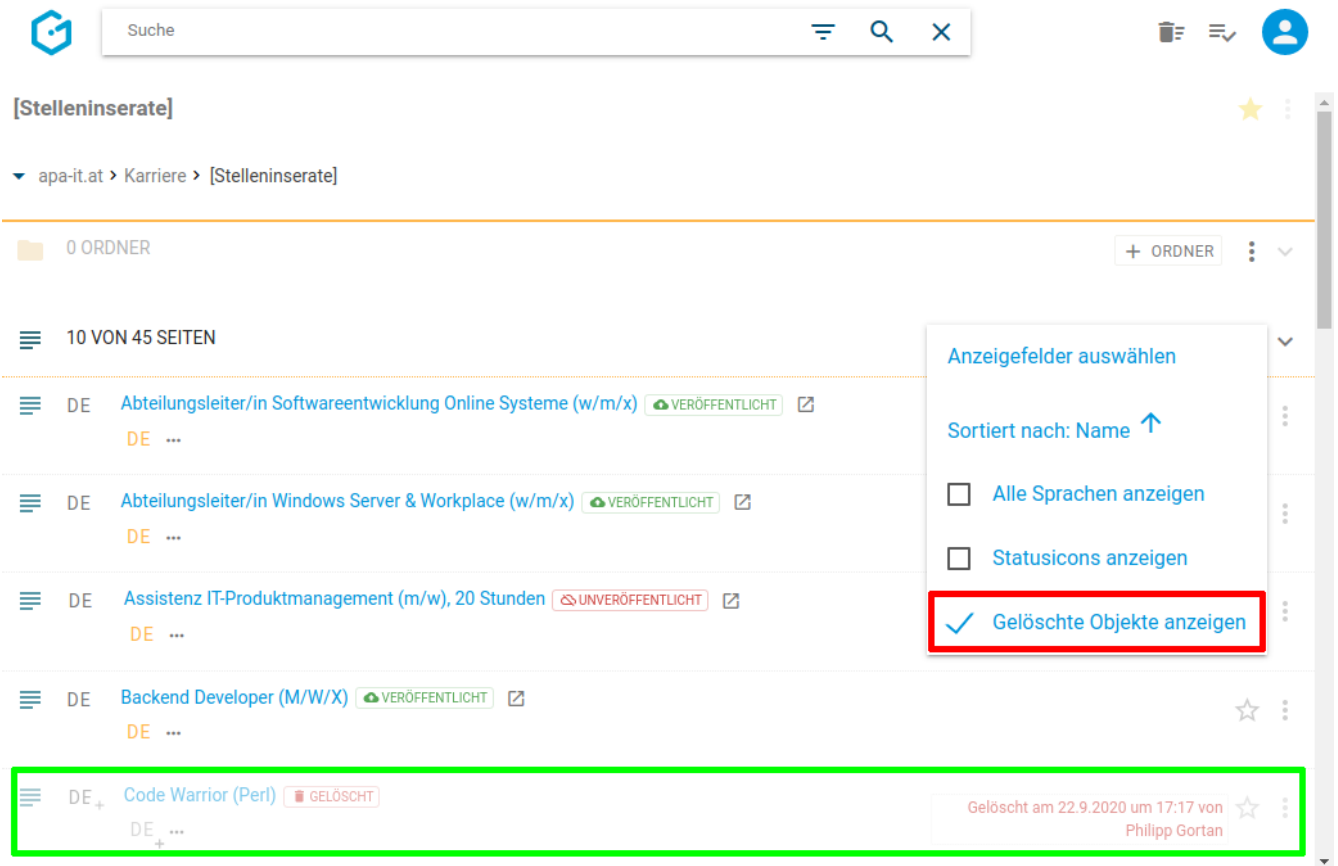 Suche
[Stelleninserate]
apa-it.at > Karriere > [Stelleninserate]
0 ORDNER
+ ORDNER
10 VON 45 SEITEN
Anzeigefelder auswählen
Sortiert nach: Name
Alle Sprachen anzeigen
Statusicons anzeigen
Gelöschte Objekte anzeigen
DE Abteilungsleiter/in Softwareentwicklung Online Systeme (w/m/x) VERÖFFENTLICHT
DE ...
DE Abteilungsleiter/in Windows Server & Workplace (w/m/x) VERÖFFENTLICHT
DE ...
DE Assistenz IT-Produktmanagement (m/w), 20 Stunden UNVERÖFFENTLICHT
DE ...
DE Backend Developer (M/W/X) VERÖFFENTLICHT
DE ...
DE+ Code Warrior (Perl) GELÖSCHT
DE+ ...
Gelöscht am 22.9.2020 um 17:17 von
Philipp Gortan